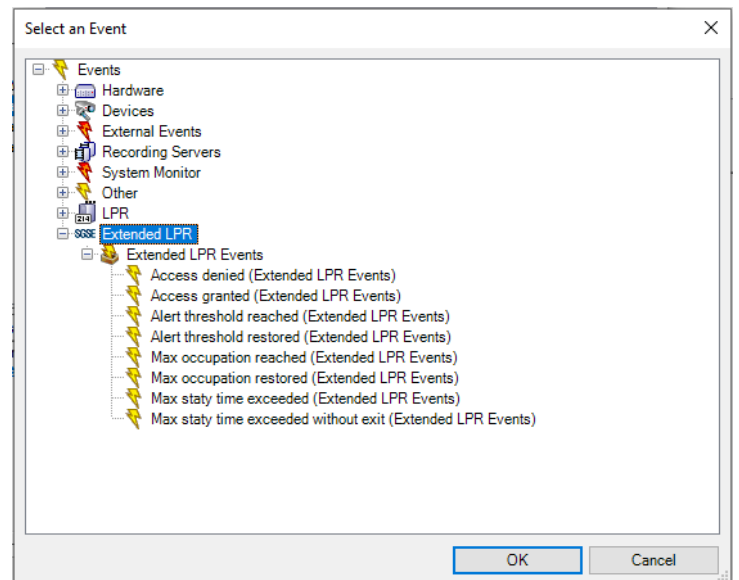 Select an Event
Events
Hardware
Devices
External Events
Recording Servers
System Monitor
Other
214 LPR
SGSE Extended LPR
Extended LPR Events
Access denied (Extended LPR Events)
Access granted (Extended LPR Events)
Alert threshold reached (Extended LPR Events)
Alert threshold restored (Extended LPR Events)
Max occupation reached (Extended LPR Events)
Max occupation restored (Extended LPR Events)
Max staty time exceeded (Extended LPR Events)
Max staty time exceeded without exit (Extended LPR Events)
OK Cancel